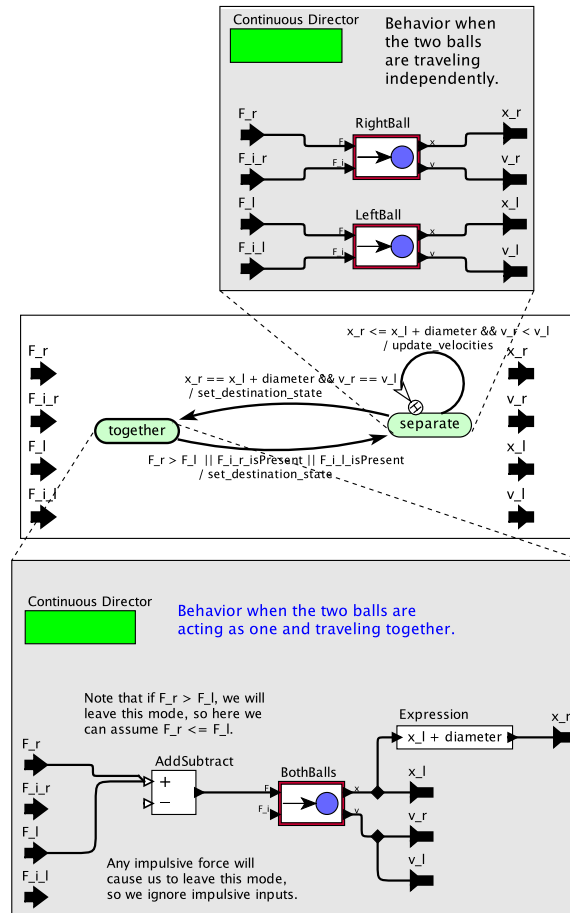 Continuous Director
Behavior when
the two balls
are traveling
independently.
F_r
RightBall
x_r
F
x
F_i_r
F_i
v
v_r
F_l
LeftBall
x_l
F
x
F_i_l
F_i
v
v_l
x_r <= x_l + diameter && v_r < v_l
/ update_velocities
F_r
x_r
x_r == x_l + diameter && v_r == v_l
/ set_destination_state
H
F_i_r
v_r
together
separate
F_l
x_l
F_r > F_l || F_i_r_isPresent || F_i_l_isPresent
/ set_destination_state
F_i_l
v_l
Continuous Director
Behavior when the two balls are
acting as one and traveling together.
Note that if F_r > F_l, we will
leave this mode, so here we
can assume F_r <= F_l.
Expression
x_r
x_l + diameter
F_r
AddSubtract
+
−
BothBalls
x_l
F
x
F_i_r
F_i
v
v_r
F_l
v_l
Any impulsive force will
cause us to leave this mode,
so we ignore impulsive inputs.
F_i_l